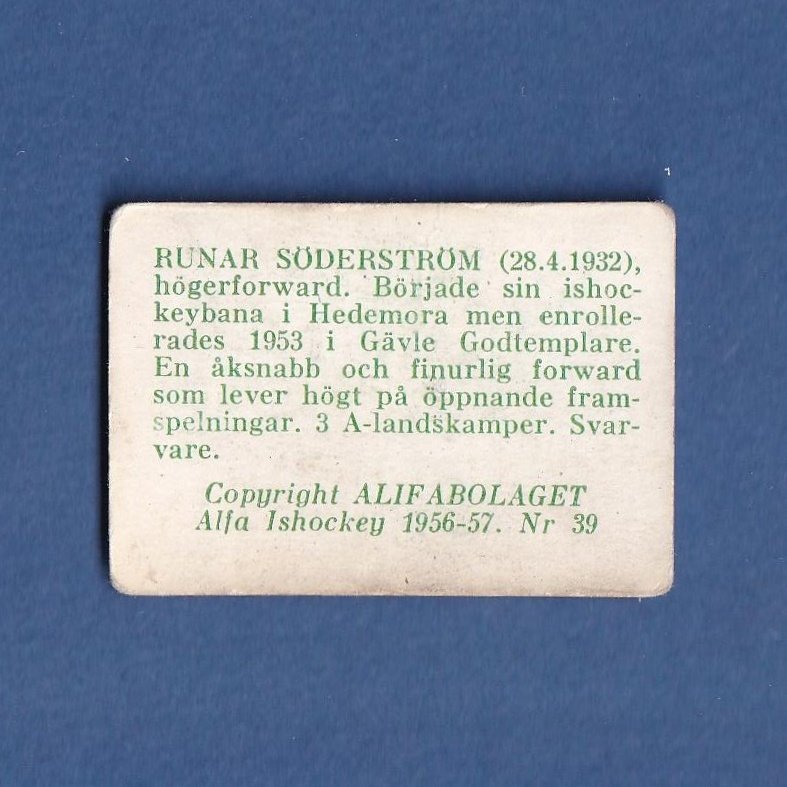 RUNAR SÖDERSTRÖM (28.4.1932),
högerforward. Började sin ishoc-
keybana i Hedemora men enrolle-
rades 1953 i Gävle Godtemplare.
En åksnabb och finurlig forward
som lever högt på öppnande fram-
spelningar. 3 A-landskamper. Svar-
vare.
Copyright ALIFABOLAGET
Alfa Ishockey 1956-57. Nr 39